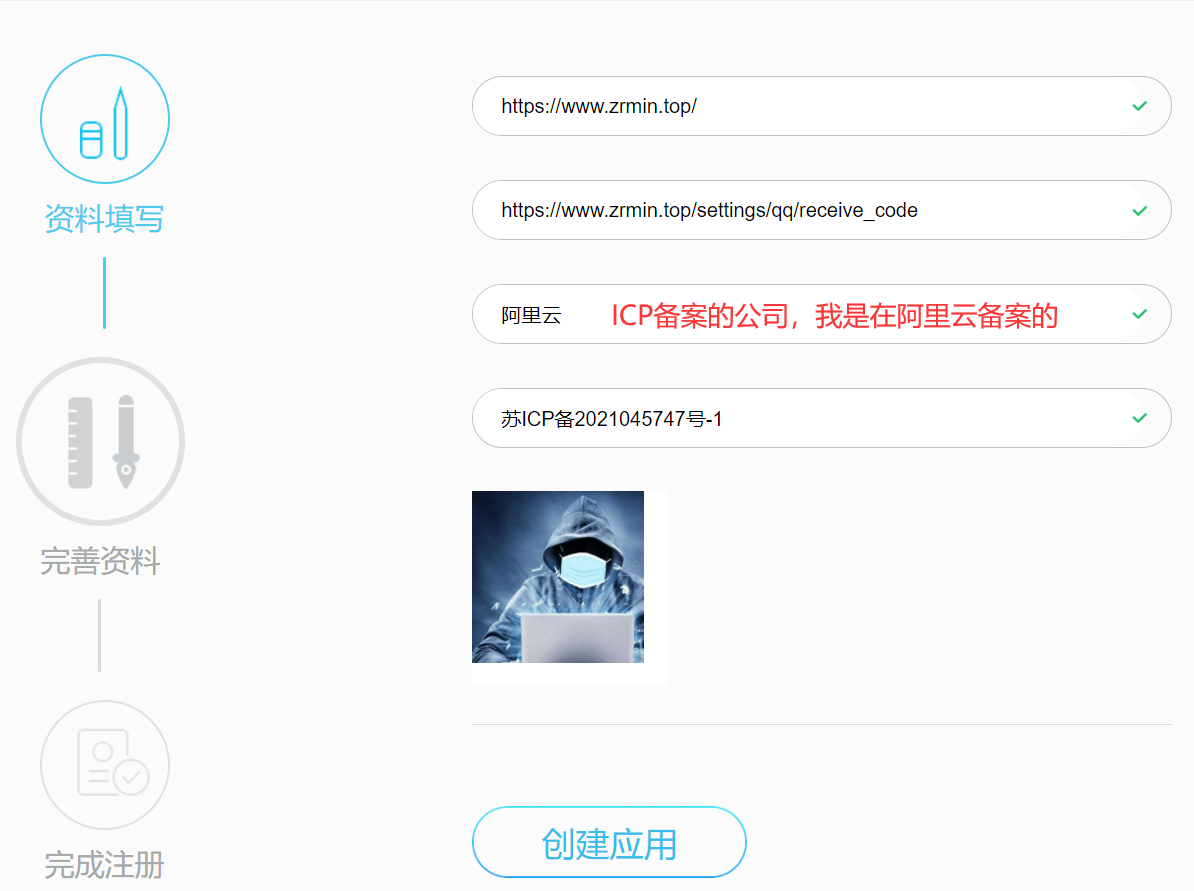 资料填写
完善资料
完成注册
https://www.zrmin.top/
https://www.zrmin.top/settings/qq/receive_code
阿里云 ICP备案的公司，我是在阿里云备案的
苏ICP备2021045747号-1
创建应用